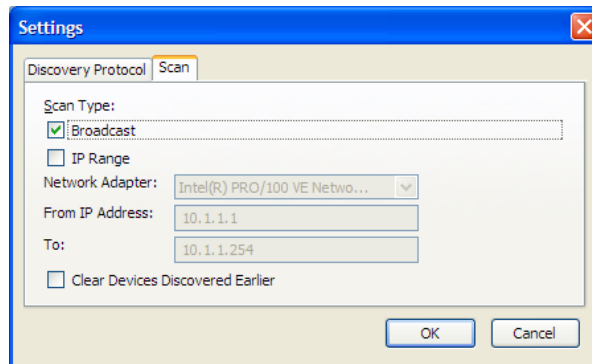 Settings
Discovery Protocol
Scan
Scan Type:
Broadcast
IP Range
Network Adapter: Intel(R) PRO/100 VE Netwo...
From IP Address: 10.1.1.1
To: 10.1.1.254
Clear Devices Discovered Earlier
OK Cancel